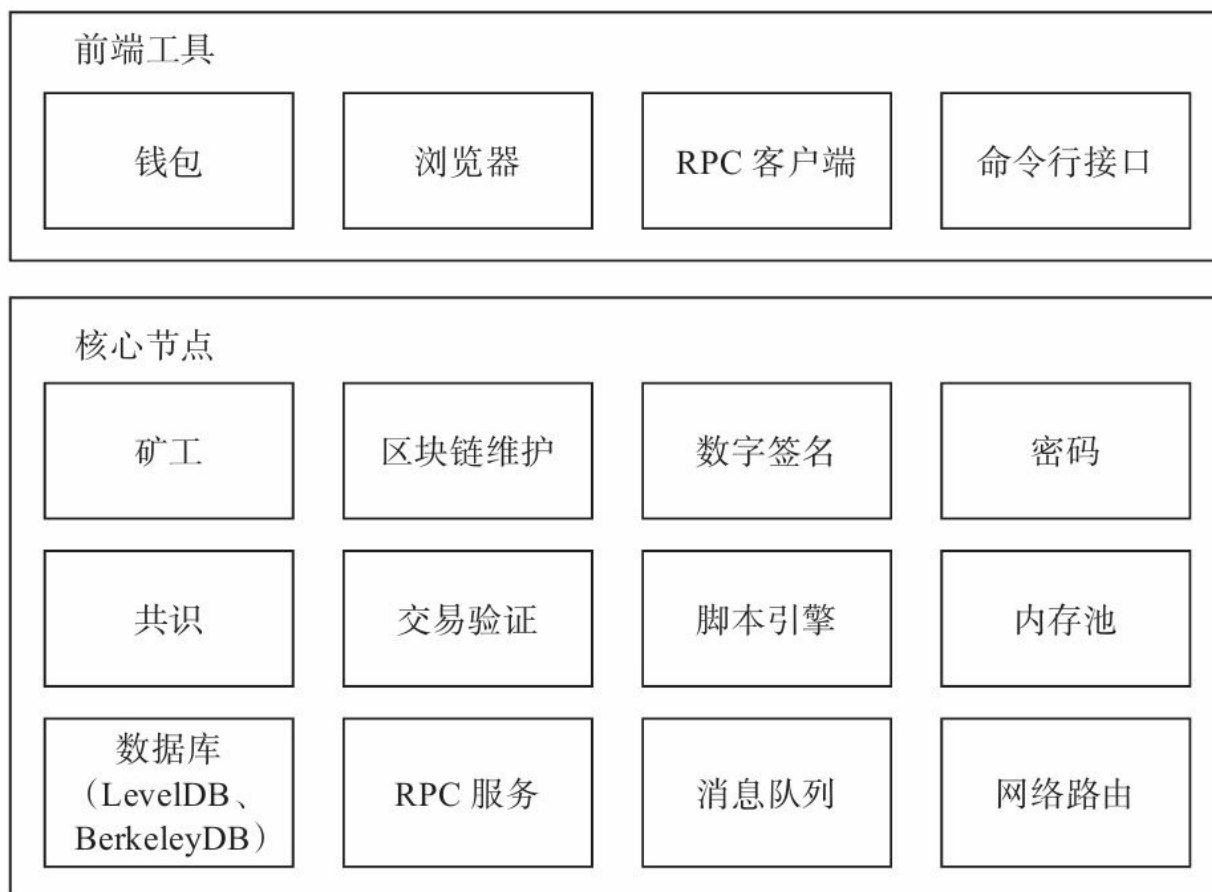 前端工具
钱包
浏览器
RPC 客户端
命令行接口
核心节点
矿工
区块链维护
数字签名
密码
共识
交易验证
脚本引擎
内存池
数据库
（LevelDB、
BerkeleyDB）
RPC 服务
消息队列
网络路由